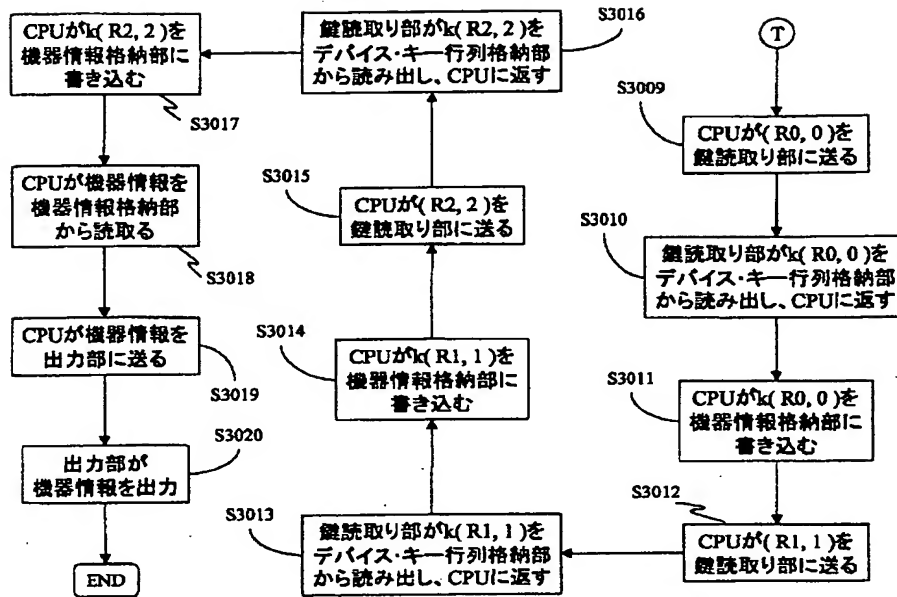 T
S3009
CPUが( R0, 0 )を
鍵読取り部に送る
S3010
鍵読取り部がk( R0, 0 )を
デバイス・キー行列格納部
から読み出し、CPUに返す
S3011
CPUがk( R0, 0 )を
機器情報格納部に
書き込む
S3012
CPUが( R1, 1 )を
鍵読取り部に送る
S3013
鍵読取り部がk( R1, 1 )を
デバイス・キー行列格納部
から読み出し、CPUに返す
S3014
CPUがk( R1, 1 )を
機器情報格納部に
書き込む
S3015
CPUが( R2, 2 )を
鍵読取り部に送る
S3016
鍵読取り部がk( R2, 2 )を
デバイス・キー行列格納部
から読み出し、CPUに返す
CPUがk( R2, 2 )を
機器情報格納部に
書き込む
S3017
CPUが機器情報を
機器情報格納部
から読取る
S3018
CPUが機器情報を
出力部に送る
S3019
S3020
出力部が
機器情報を出力
END